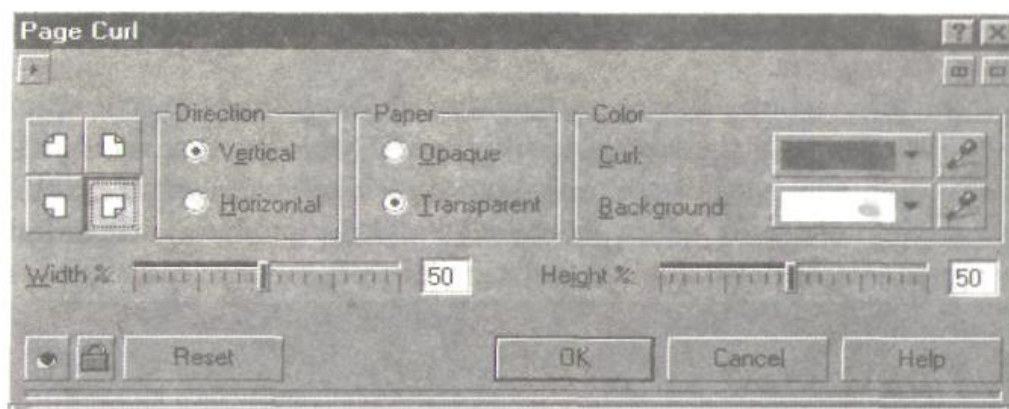 Page Curl
Direction Paper Color
Vertical Opaque Curl:
Horizontal Transparent Background:
Width %: 50 Height %: 50
Reset OK Cancel Help